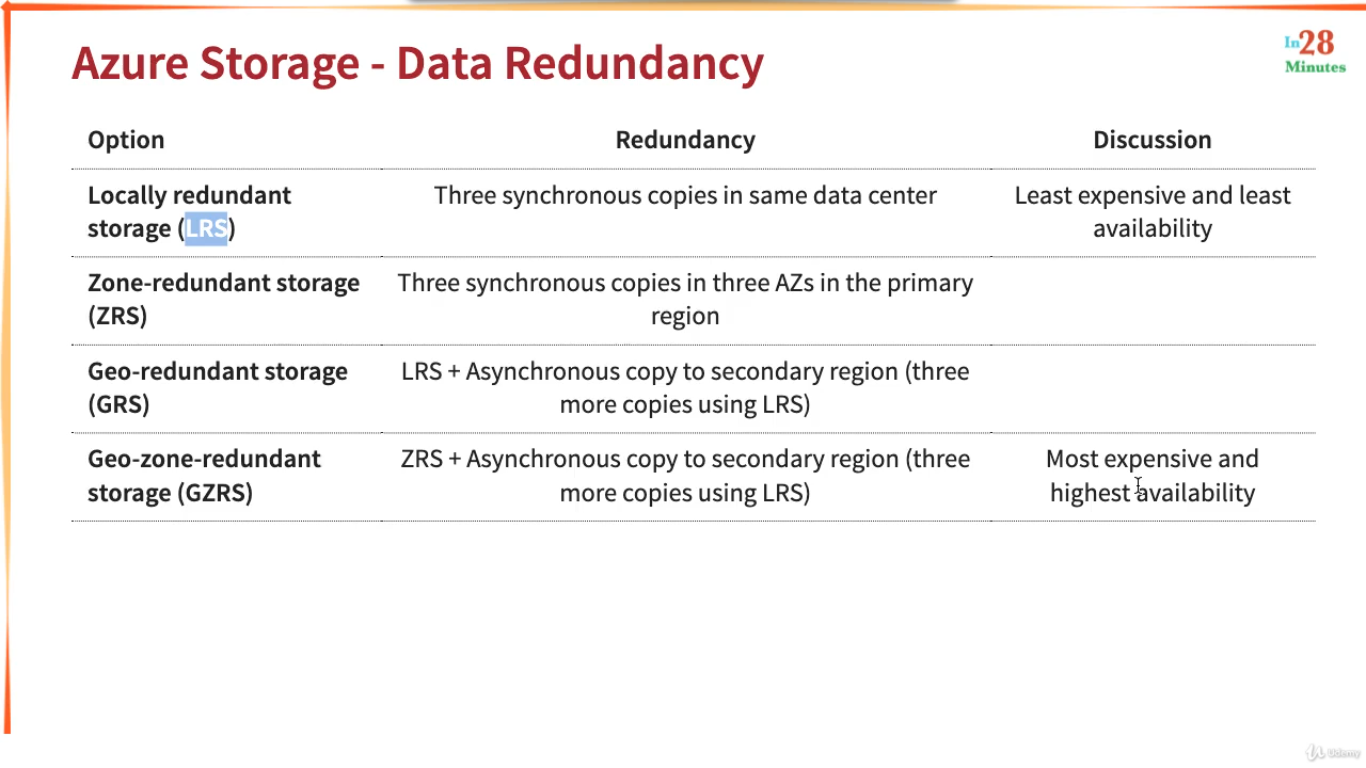 Azure Storage - Data Redundancy
In28
Minutes
Option Redundancy Discussion
Locally redundant
storage (LRS)
Three synchronous copies in same data center
Least expensive and least
availability
Zone-redundant storage
(ZRS)
Three synchronous copies in three AZs in the primary
region
Geo-redundant storage
(GRS)
LRS + Asynchronous copy to secondary region (three
more copies using LRS)
Geo-zone-redundant
storage (GZRS)
ZRS + Asynchronous copy to secondary region (three
more copies using LRS)
Most expensive and
highest availability
Udemy